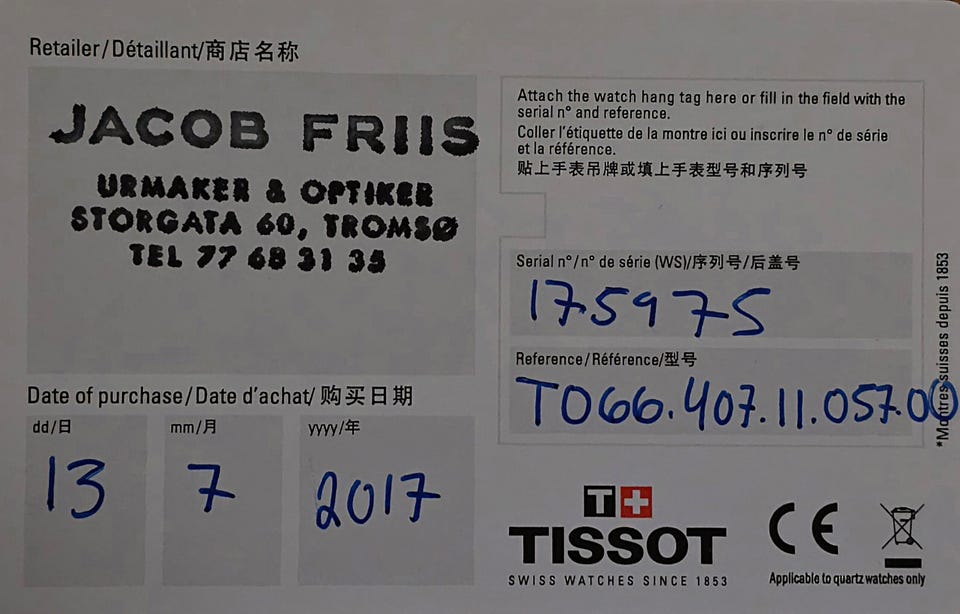 Retailer/Détaillant/商店名称
JACOB FRIIS
URMAKER & OPTIKER
STORGATA 60, TROMSØ
TEL 77 68 31 35
Date of purchase/Date d'achat/购买日期
dd/日 mm/月 yyyy/年
13 7 2017
Attach the watch hang tag here or fill in the field with the
serial n° and reference.
Coller l'étiquette de la montre ici ou inscrire le n° de série
et la référence.
贴上手表吊牌或填上手表型号和序列号
Serial n°/n° de série (WS)/序列号/后盖号
175975
Reference/Référence/型号
T066.407.11.057.00
*Montres suisses depuis 1853
T+
TISSOT
SWISS WATCHES SINCE 1853
CE
Applicable to quartz watches only